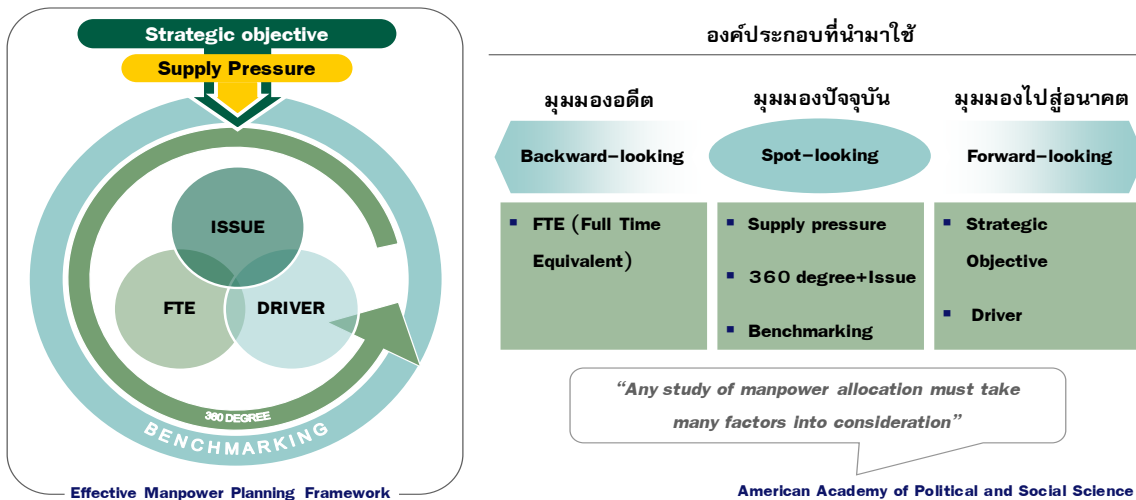 Strategic objective
Supply Pressure
ISSUE
FTE
DRIVER
360 DEGREE
BENCHMARKING
Effective Manpower Planning Framework
องค์ประกอบที่นำมาใช้
มุมมองอดีต
มุมมองปัจจุบัน
มุมมองไปสู่อนาคต
Backward-looking
Spot-looking
Forward-looking
▪ FTE (Full Time
Equivalent)
▪ Supply pressure
▪ 360 degree+Issue
▪ Benchmarking
▪ Strategic
Objective
▪ Driver
“Any study of manpower allocation must take
many factors into consideration”
American Academy of Political and Social Science